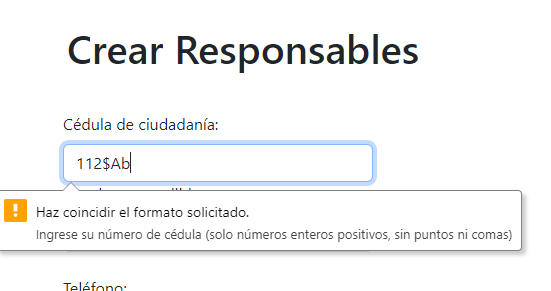 Crear Responsables
Cédula de ciudadanía:
112$Ab
Haz coincidir el formato solicitado.
Ingrese su número de cédula (solo números enteros positivos, sin puntos ni comas)
Teléfono: